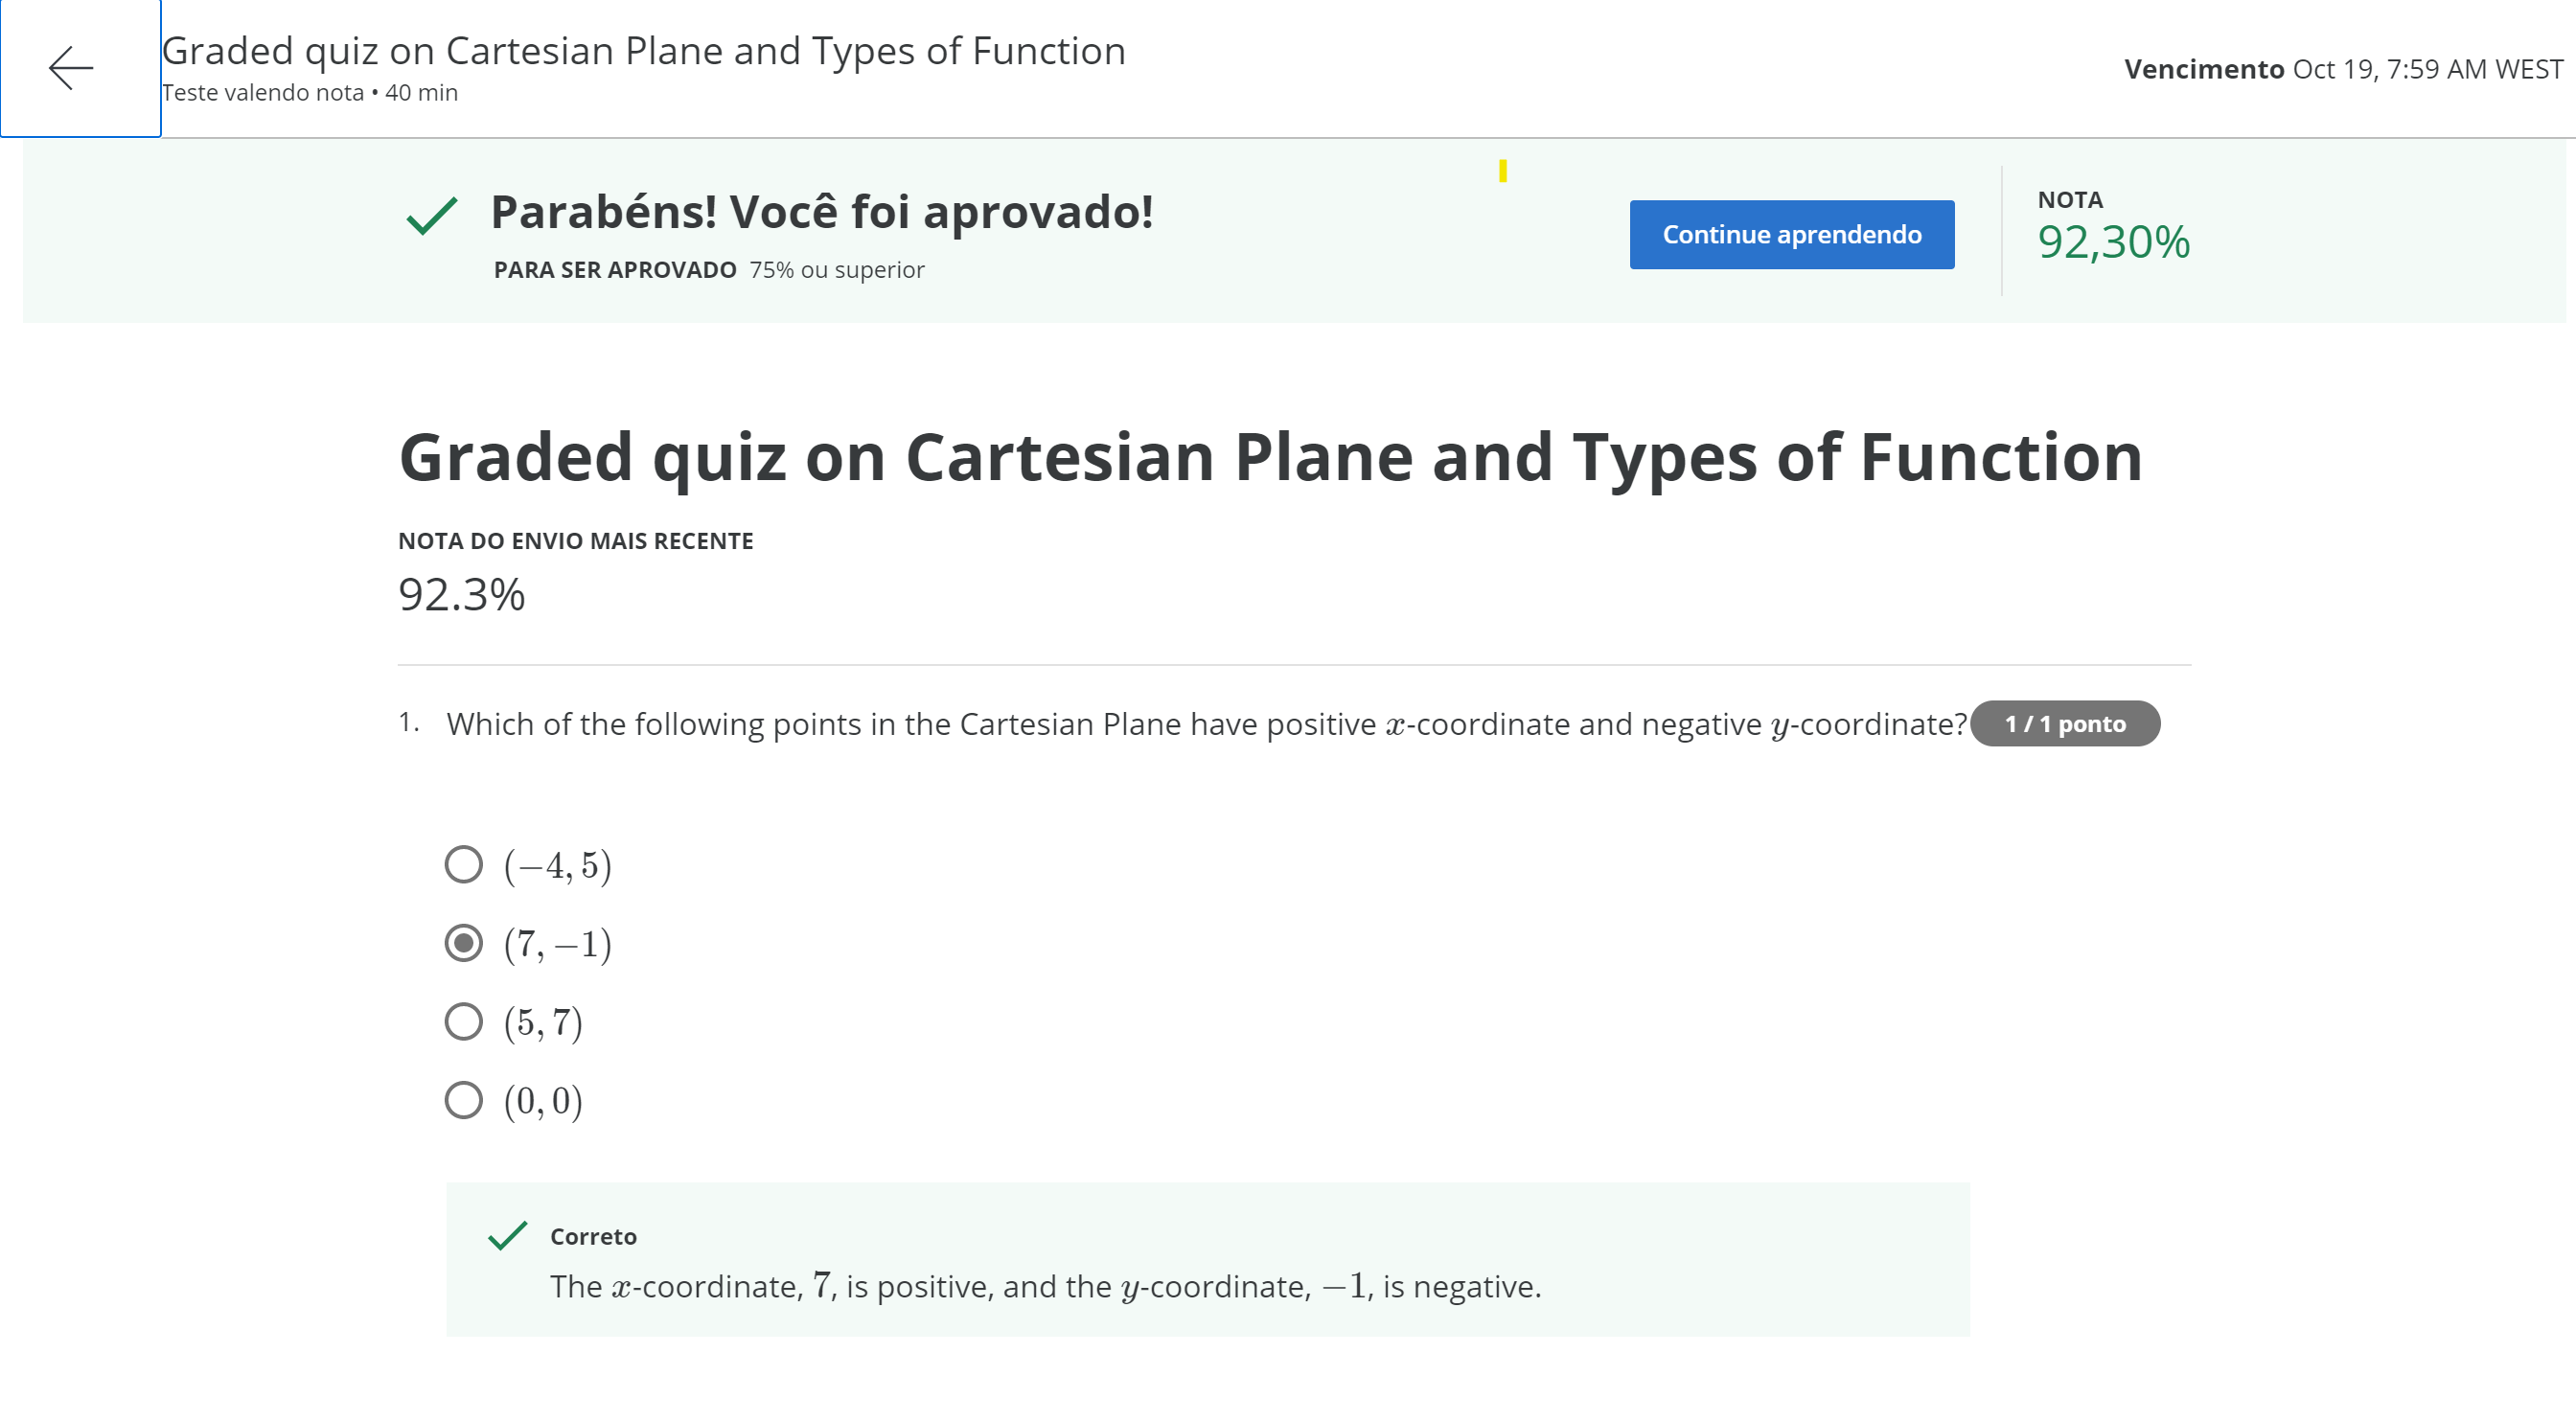 Graded quiz on Cartesian Plane and Types of Function
Teste valendo nota • 40 min
Vencimento Oct 19, 7:59 AM WEST
Parabéns! Você foi aprovado!
PARA SER APROVADO 75% ou superior
Continue aprendendo
NOTA
92,30%
Graded quiz on Cartesian Plane and Types of Function
NOTA DO ENVIO MAIS RECENTE
92.3%
1. Which of the following points in the Cartesian Plane have positive x-coordinate and negative y-coordinate? 1 / 1 ponto
(−4, 5)
(7, −1)
(5, 7)
(0, 0)
Correto
The x-coordinate, 7, is positive, and the y-coordinate, −1, is negative.